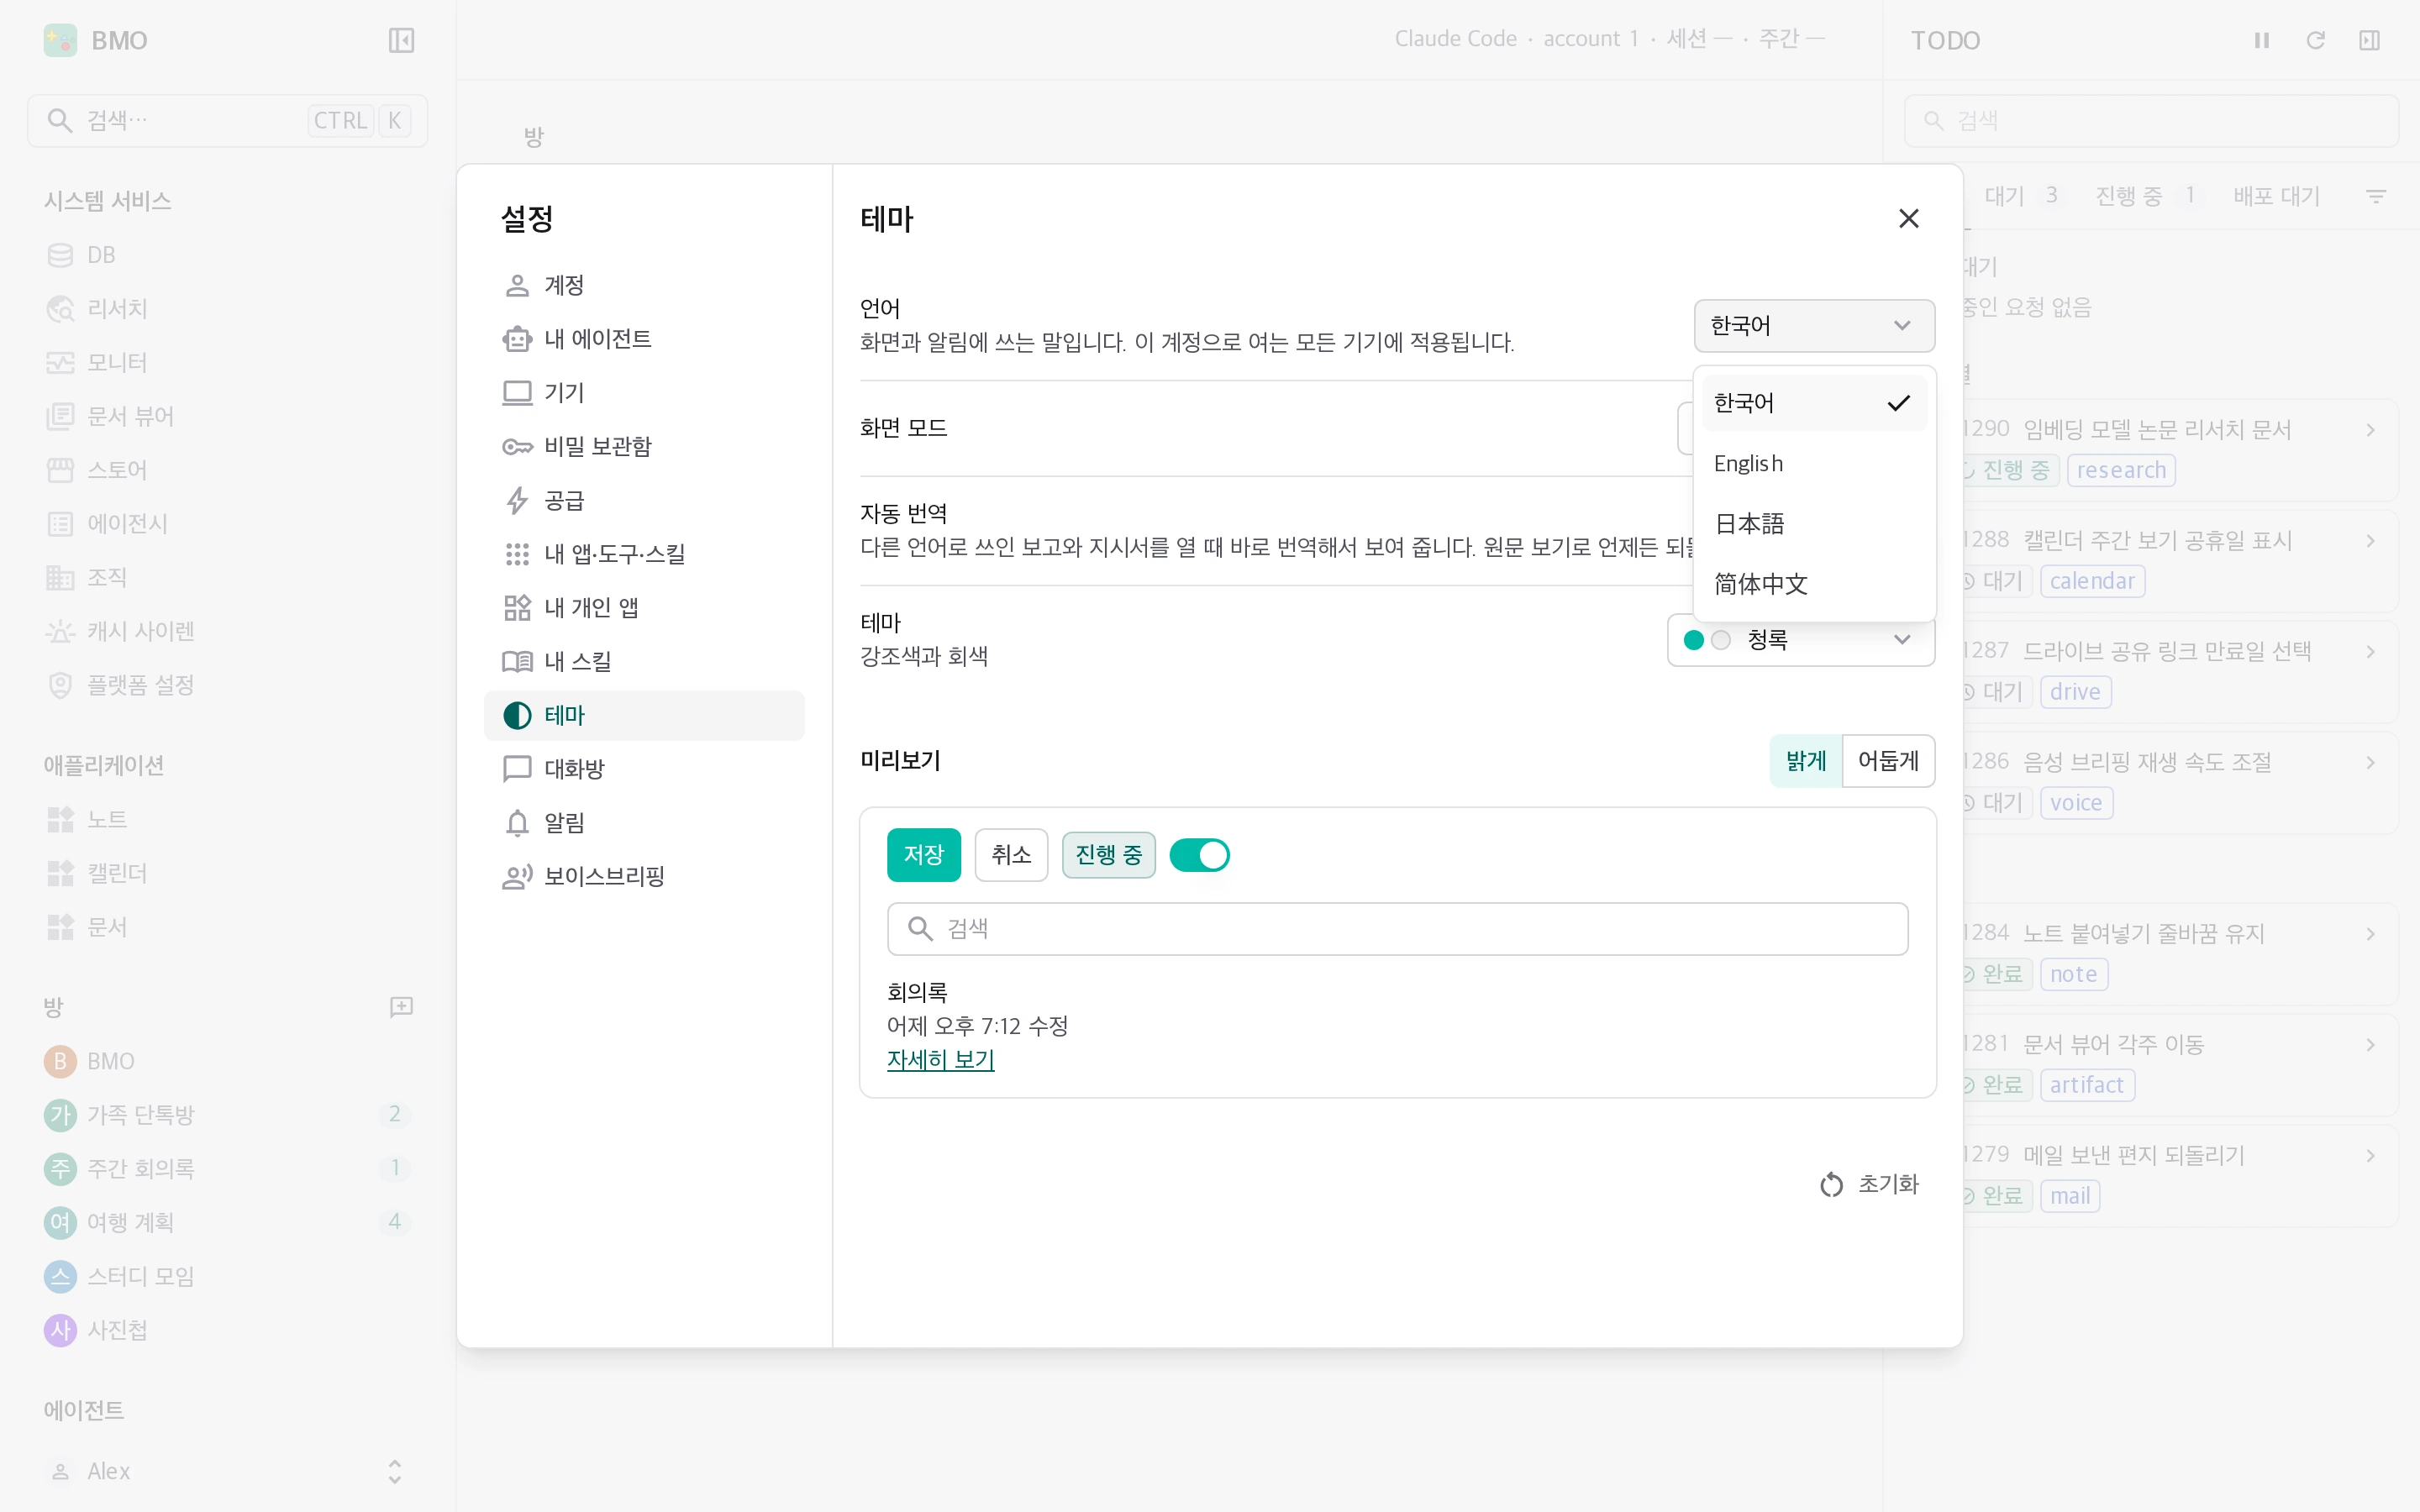 BMO
검색…
CTRL K
시스템 서비스
DB
리서치
모니터
문서 뷰어
스토어
에이전시
조직
캐시 사이렌
플랫폼 설정
애플리케이션
노트
캘린더
문서
방
B BMO
가 가족 단톡방 2
주 주간 회의록 1
여 여행 계획 4
스 스터디 모임
사 사진첩
에이전트
Alex
Claude Code · account 1 · 세션 — · 주간 —
방
설정
계정
내 에이전트
기기
비밀 보관함
공급
내 앱·도구·스킬
내 개인 앱
내 스킬
테마
대화방
알림
보이스브리핑
테마
언어
화면과 알림에 쓰는 말입니다. 이 계정으로 여는 모든 기기에 적용됩니다.
한국어
한국어
English
日本語
简体中文
화면 모드
자동 번역
다른 언어로 쓰인 보고와 지시서를 열 때 바로 번역해서 보여 줍니다. 원문 보기로 언제든
테마
강조색과 회색
청록
미리보기
밝게 어둡게
저장 취소 진행 중
검색
회의록
어제 오후 7:12 수정
자세히 보기
초기화
TODO
검색
대기 3 진행 중 1 배포 대기
대기
중인 요청 없음
1290 임베딩 모델 논문 리서치 문서
진행 중 research
1288 캘린더 주간 보기 공휴일 표시
대기 calendar
1287 드라이브 공유 링크 만료일 선택
대기 drive
1286 음성 브리핑 재생 속도 조절
대기 voice
1284 노트 붙여넣기 줄바꿈 유지
완료 note
1281 문서 뷰어 각주 이동
완료 artifact
1279 메일 보낸 편지 되돌리기
완료 mail